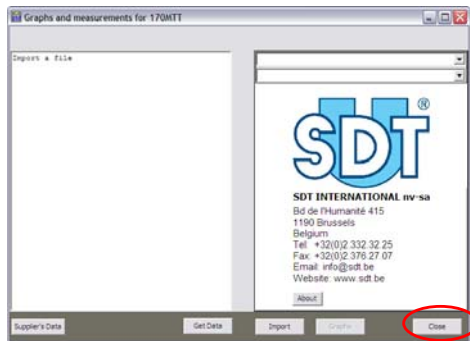 Graphs and measurements for 170MTT
Import a file
SDT®
SDT INTERNATIONAL nv-sa
Bd de l'Humanité 415
1190 Brussels
Belgium
Tel: +32(0)2.332.32.25
Fax: +32(0)2.376.27.07
Email: info@sdt.be
Website: www.sdt.be
About
Supplier's Data
Get Data
Import
Graphs
Close